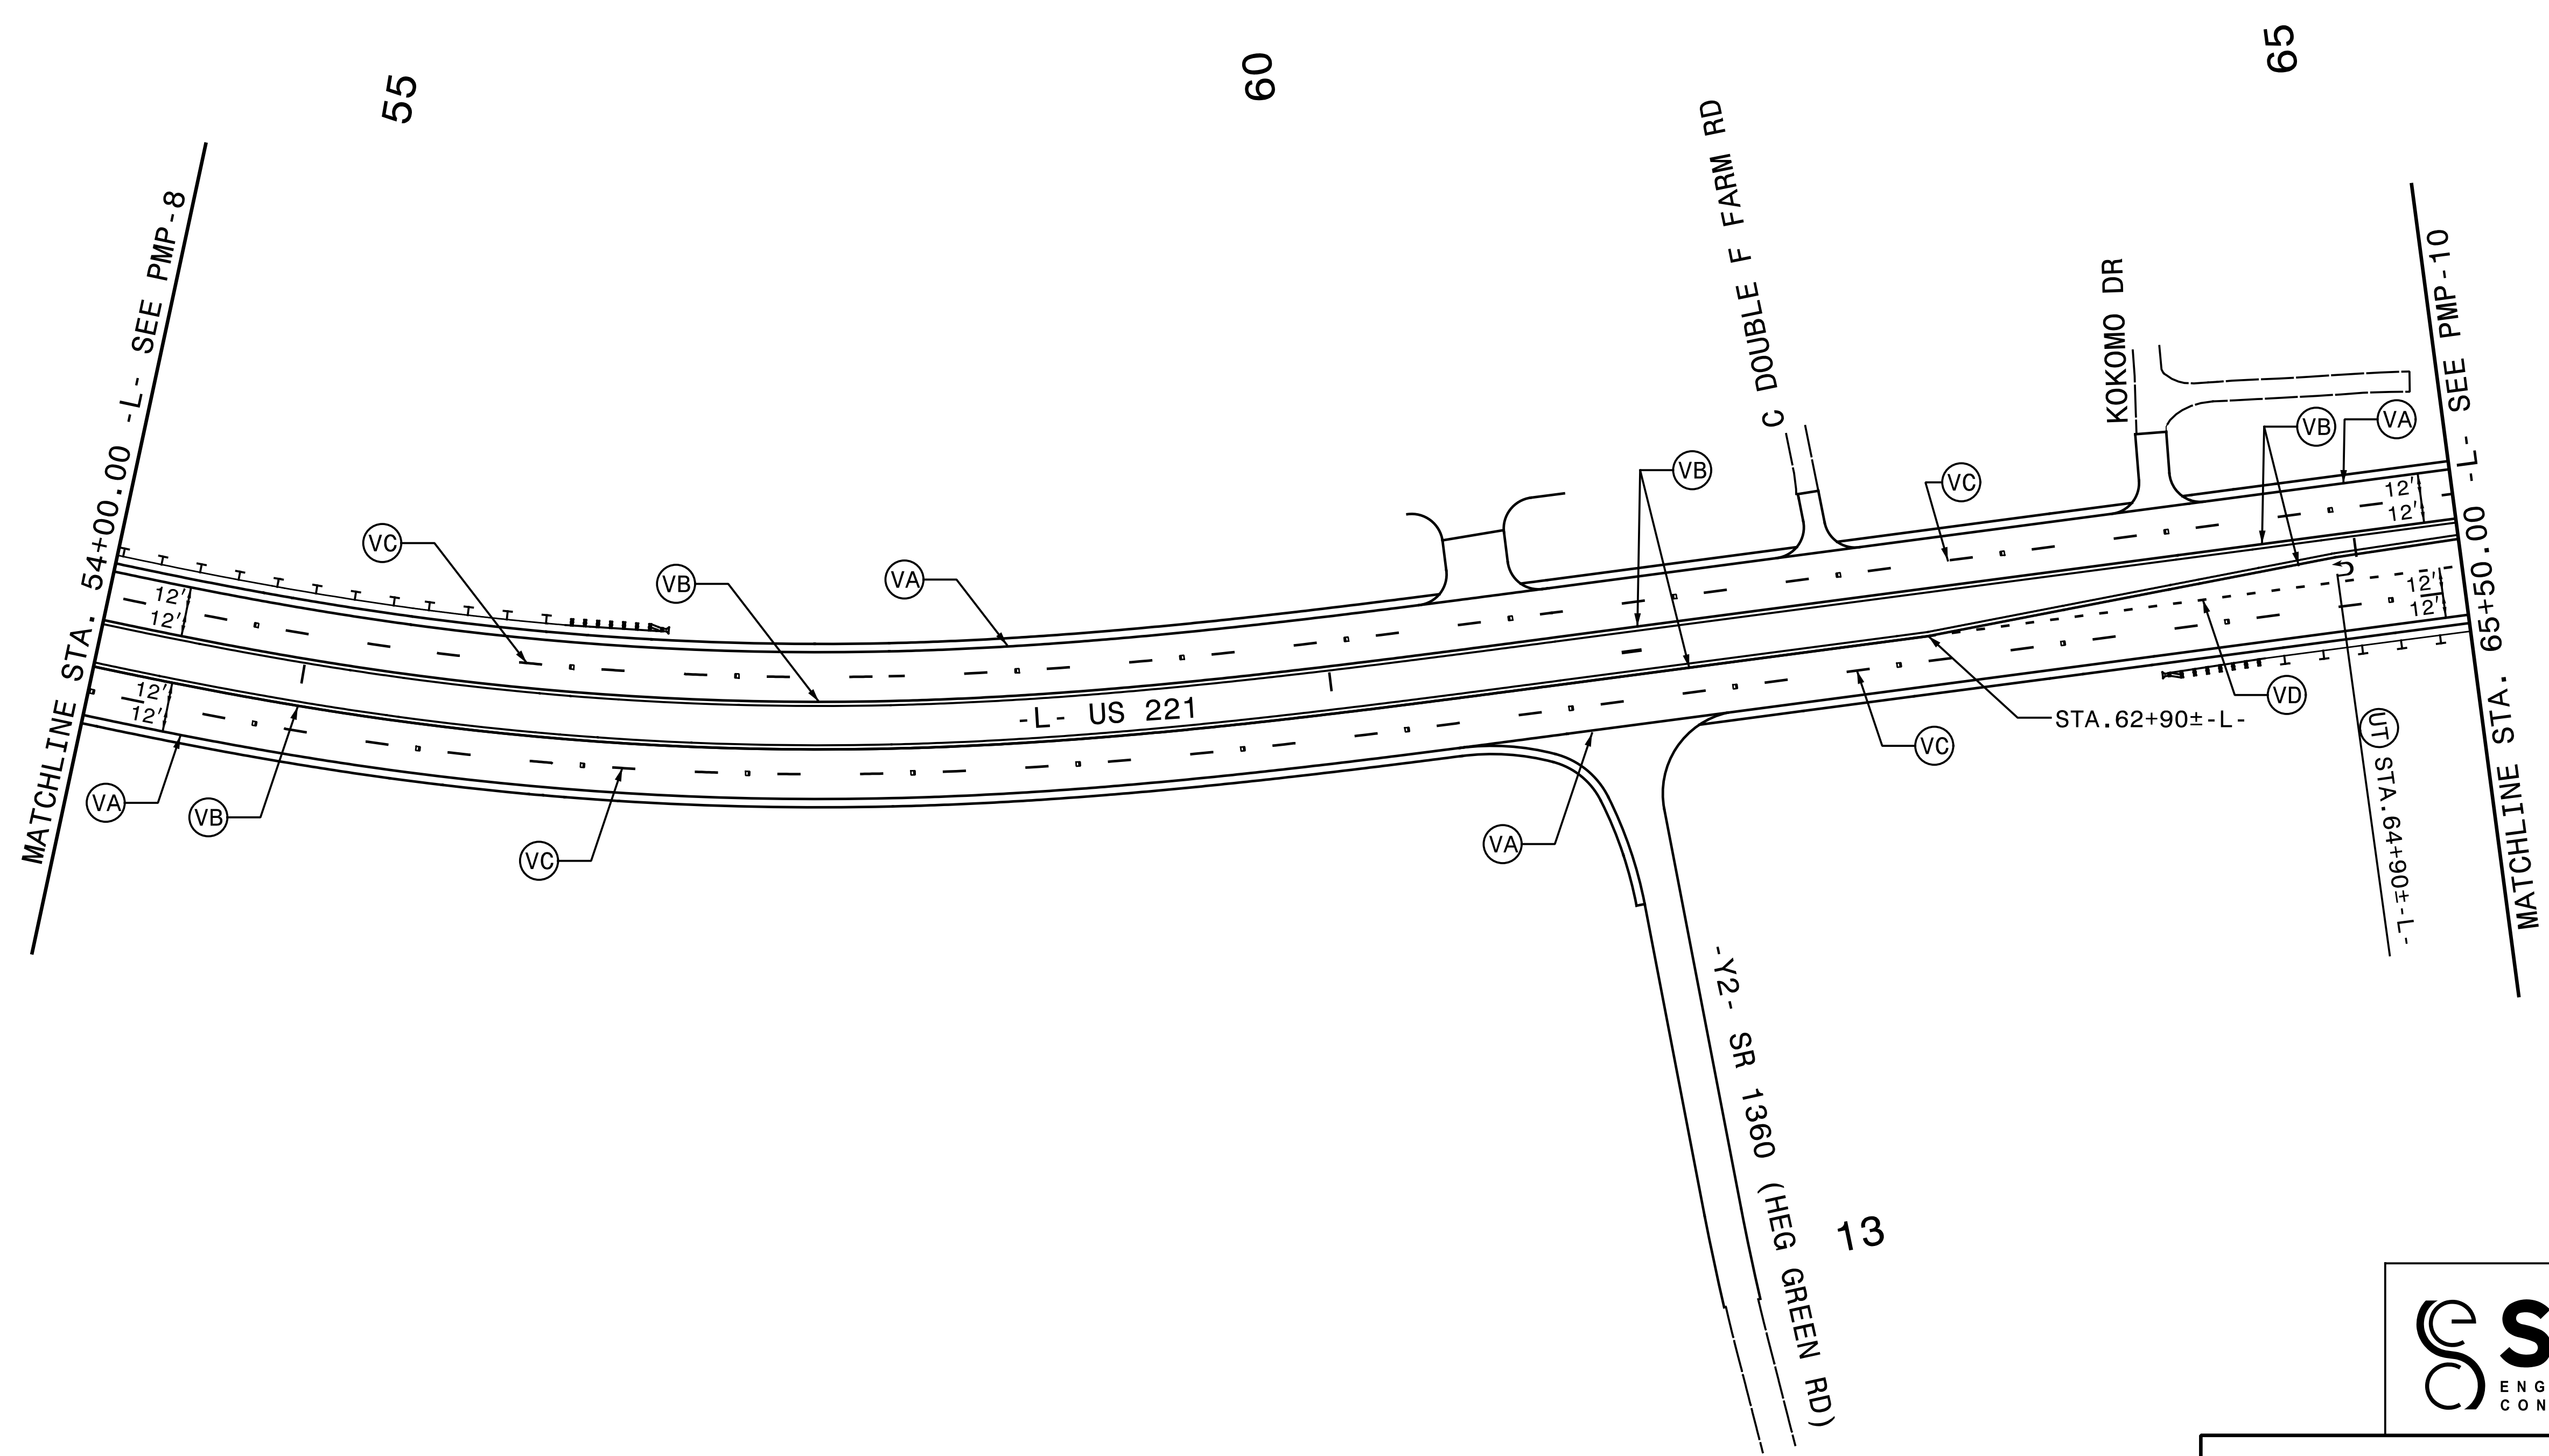 55
60
65
MATCHLINE STA. 54+00.00 -L- SEE PMP-8
C DOUBLE F FARM RD
KOKOMO DR
MATCHLINE STA. 65+50.00 -L- SEE PMP-10
VB
VA
VB
VC
VC
VB
VA
12'
12'
12'
12'
12'
12'
12'
12'
-L- US 221
VD
STA.62+90±-L-
UT STA.64+90±-L-
VC
VA
VB
VC
VA
-Y2- SR 1360 (HEG GREEN RD)
13
S
ENG
CON